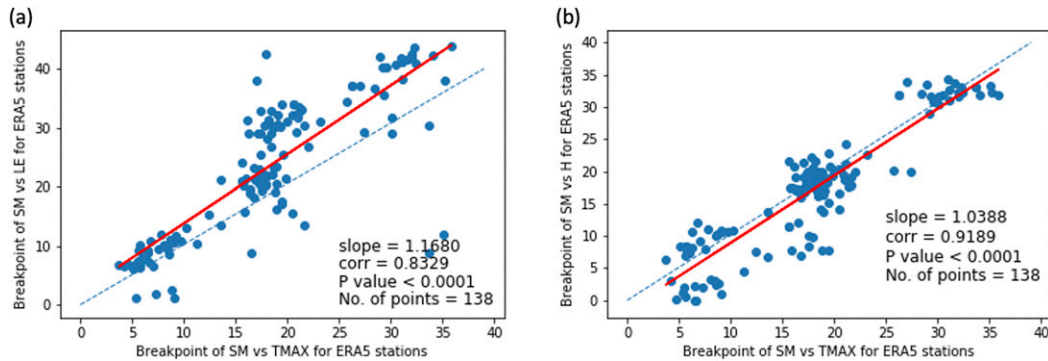 (a)
Breakpoint of SM vs LE for ERA5 stations
40
30
20
10
0
slope = 1.1680
corr = 0.8329
P value < 0.0001
No. of points = 138
0 5 10 15 20 25 30 35 40
Breakpoint of SM vs TMAX for ERA5 stations
(b)
Breakpoint of SM vs H for ERA5 stations
40
35
30
25
20
15
10
5
0
slope = 1.0388
corr = 0.9189
P value < 0.0001
No. of points = 138
0 5 10 15 20 25 30 35 40
Breakpoint of SM vs TMAX for ERA5 stations